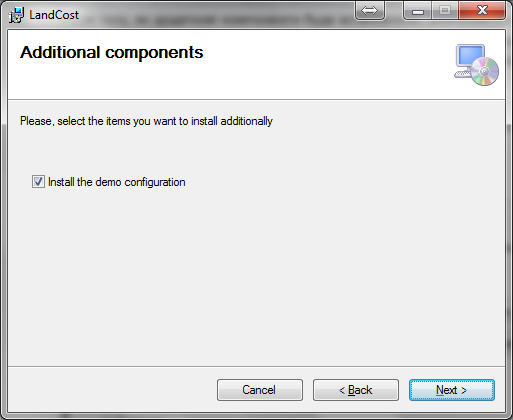 LandCost
Additional components
Please, select the items you want to install additionally
Install the demo configuration
Cancel
< Back
Next >